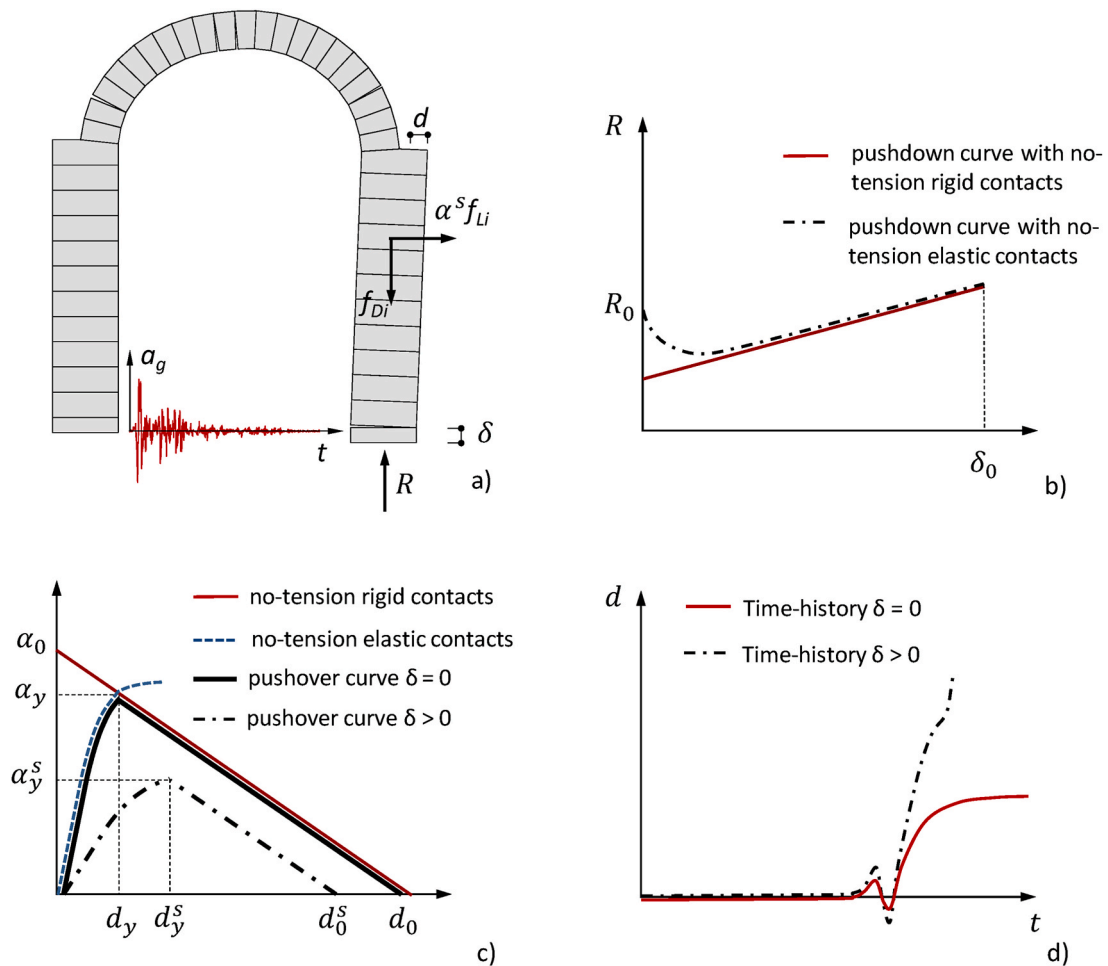 d
α^s f_Li
f_Di
a_g
t
δ
R
a)
R
pushdown curve with no-
tension rigid contacts
pushdown curve with no-
tension elastic contacts
R_0
δ_0
b)
no-tension rigid contacts
α_0
no-tension elastic contacts
pushover curve δ = 0
α_y
pushover curve δ > 0
α_y^s
d_y d_y^s d_0^s d_0
c)
d
Time-history δ = 0
Time-history δ > 0
t
d)